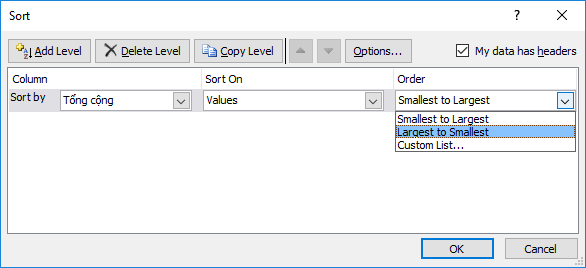 Sort
? ×
Add Level Delete Level Copy Level Options... My data has headers
Column Sort On Order
Sort by Tổng cộng Values Smallest to Largest
Smallest to Largest
Largest to Smallest
Custom List...
OK Cancel